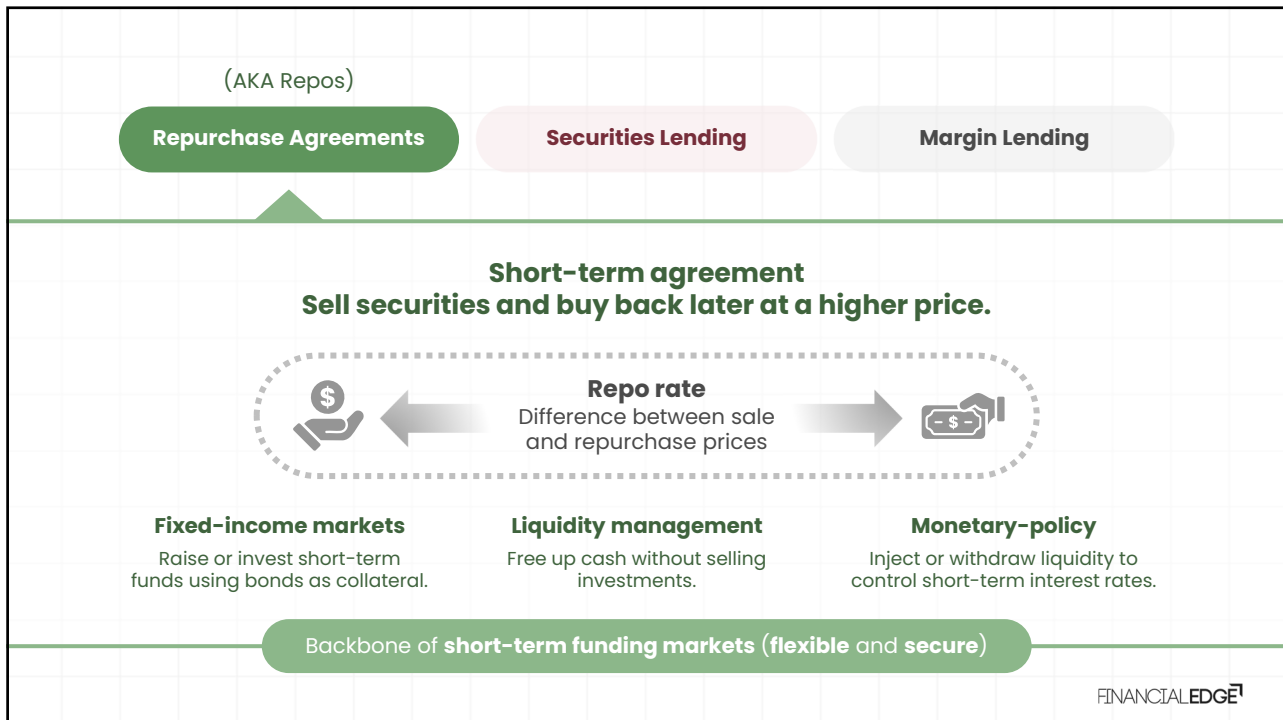 (AKA Repos)
Repurchase Agreements
Securities Lending
Margin Lending
Short-term agreement
Sell securities and buy back later at a higher price.
$
Repo rate
Difference between sale
and repurchase prices
- $ -
Fixed-income markets
Raise or invest short-term
funds using bonds as collateral.
Liquidity management
Free up cash without selling
investments.
Monetary-policy
Inject or withdraw liquidity to
control short-term interest rates.
Backbone of short-term funding markets (flexible and secure)
FINANCIALEDGE